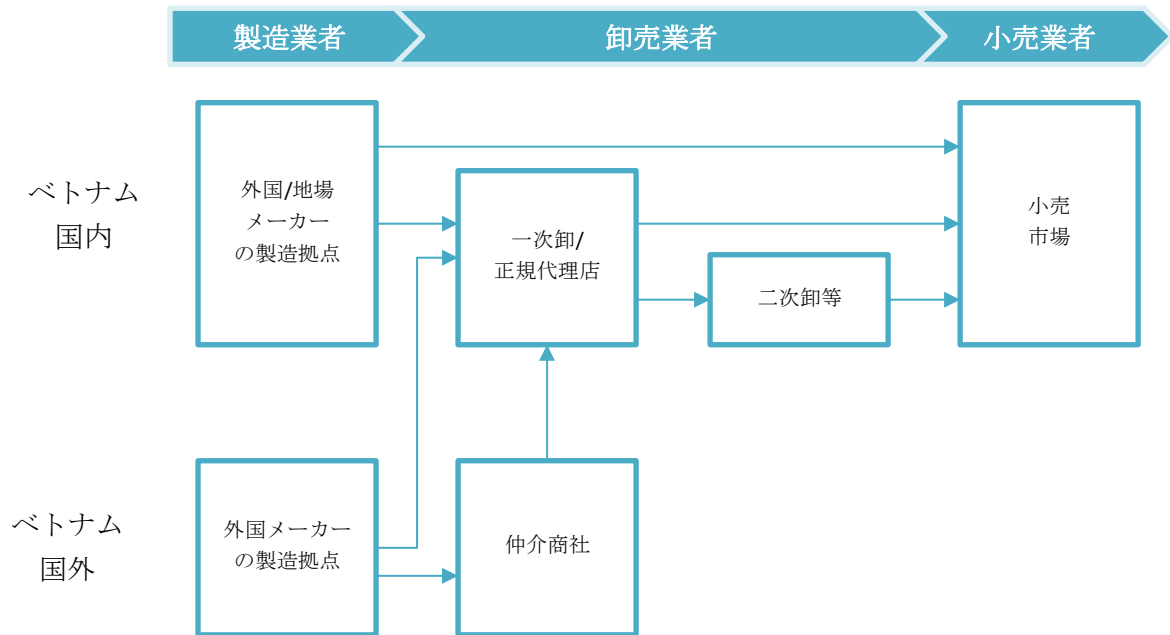 製造業者
卸売業者
小売業者
ベトナム
国内
外国/地場
メーカー
の製造拠点
一次卸/
正規代理店
二次卸等
小売
市場
ベトナム
国外
外国メーカー
の製造拠点
仲介商社